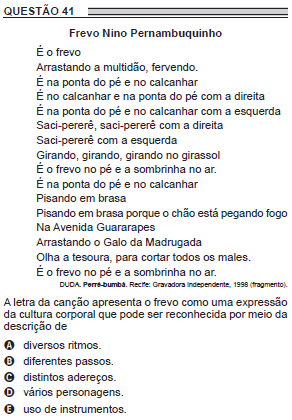 QUESTÃO 41
Frevo Nino Pernambuquinho
É o frevo
Arrastando a multidão, fervendo.
É na ponta do pé e no calcanhar
É no calcanhar e na ponta do pé com a direita
É na ponta do pé e no calcanhar com a esquerda
Saci-pererê, saci-pererê com a direita
Saci-pererê com a esquerda
Girando, girando, girando no girassol
É o frevo no pé e a sombrinha no ar.
É na ponta do pé e no calcanhar
Pisando em brasa
Pisando em brasa porque o chão está pegando fogo
Na Avenida Guararapes
Arrastando o Galo da Madrugada
Olha a tesoura, para cortar todos os males.
É o frevo no pé e a sombrinha no ar.
DUDA. Perré-bumbá. Recife: Gravadora Independente, 1998 (fragmento).
A letra da canção apresenta o frevo como uma expressão
da cultura corporal que pode ser reconhecida por meio da
descrição de
A diversos ritmos.
B diferentes passos.
C distintos adereços.
D vários personagens.
E uso de instrumentos.